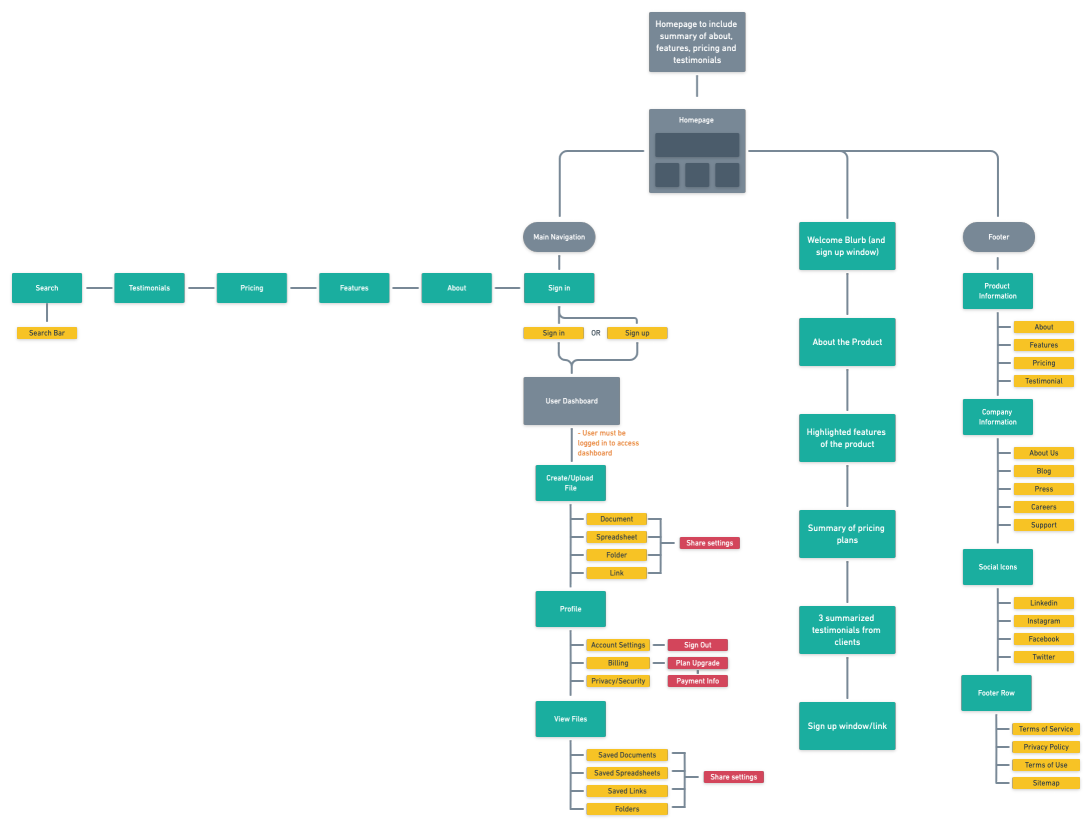 Homepage to include
summary of about,
features, pricing and
testimonials
Homepage
Main Navigation
Welcome Blurb (and
sign up window)
Footer
Search
Testimonials
Pricing
Features
About
Sign in
Search Bar
Sign in
OR
Sign up
User Dashboard
- User must be
logged in to access
dashboard
Create/Upload
File
Document
Spreadsheet
Folder
Link
Share settings
Profile
Account Settings
Sign Out
Billing
Plan Upgrade
Privacy/Security
Payment Info
View Files
Saved Documents
Saved Spreadsheets
Saved Links
Folders
Share settings
About the Product
Highlighted features
of the product
Summary of pricing
plans
3 summarized
testimonials from
clients
Sign up window/link
Product
Information
About
Features
Pricing
Testimonial
Company
Information
About Us
Blog
Press
Careers
Support
Social Icons
Linkedin
Instagram
Facebook
Twitter
Footer Row
Terms of Service
Privacy Policy
Terms of Use
Sitemap